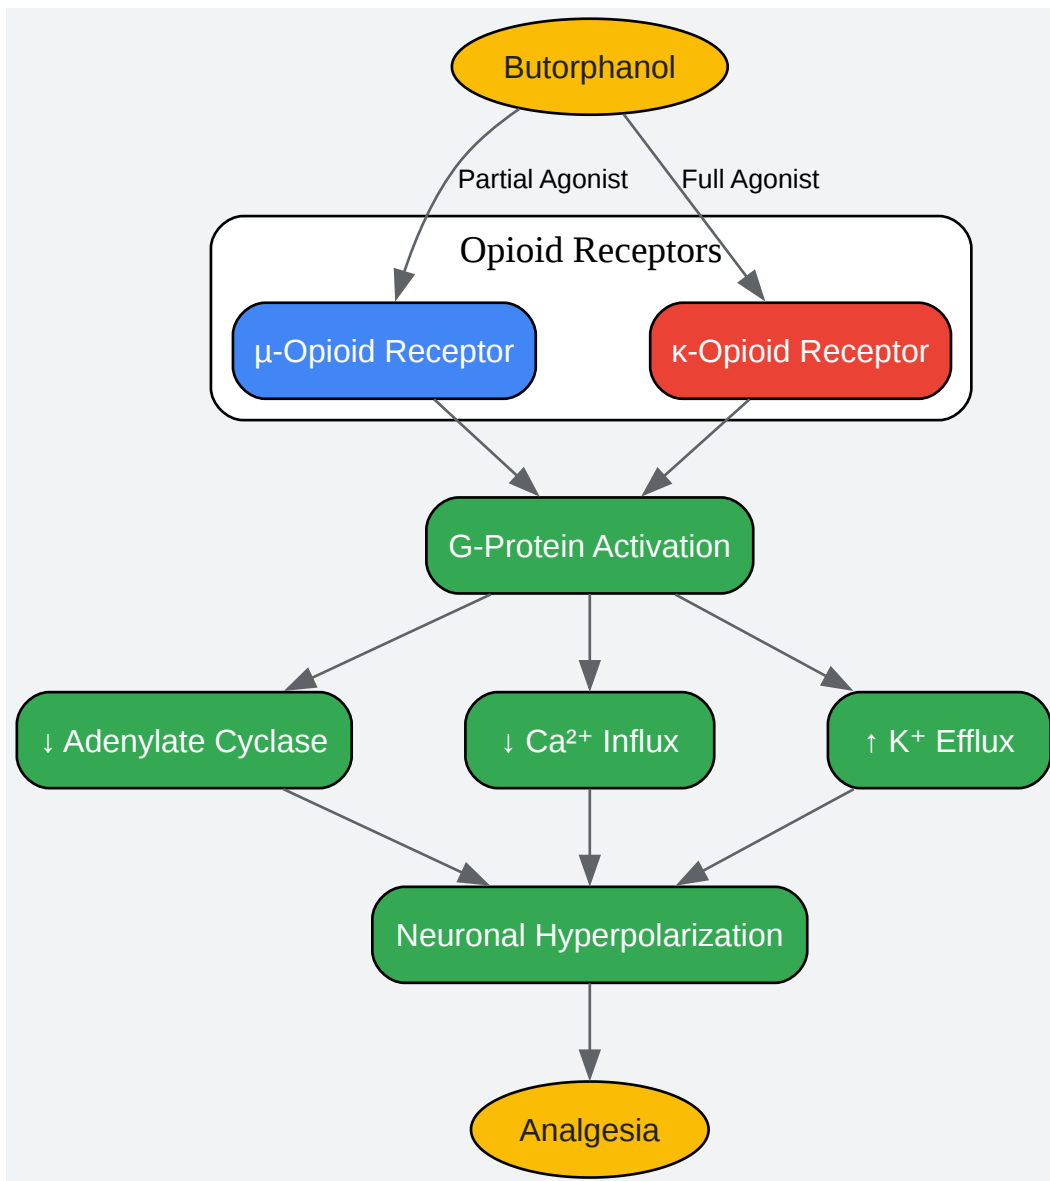 Butorphanol
Partial Agonist
Full Agonist
Opioid Receptors
μ-Opioid Receptor
κ-Opioid Receptor
G-Protein Activation
↓ Adenylate Cyclase
↓ Ca²⁺ Influx
↑ K⁺ Efflux
Neuronal Hyperpolarization
Analgesia